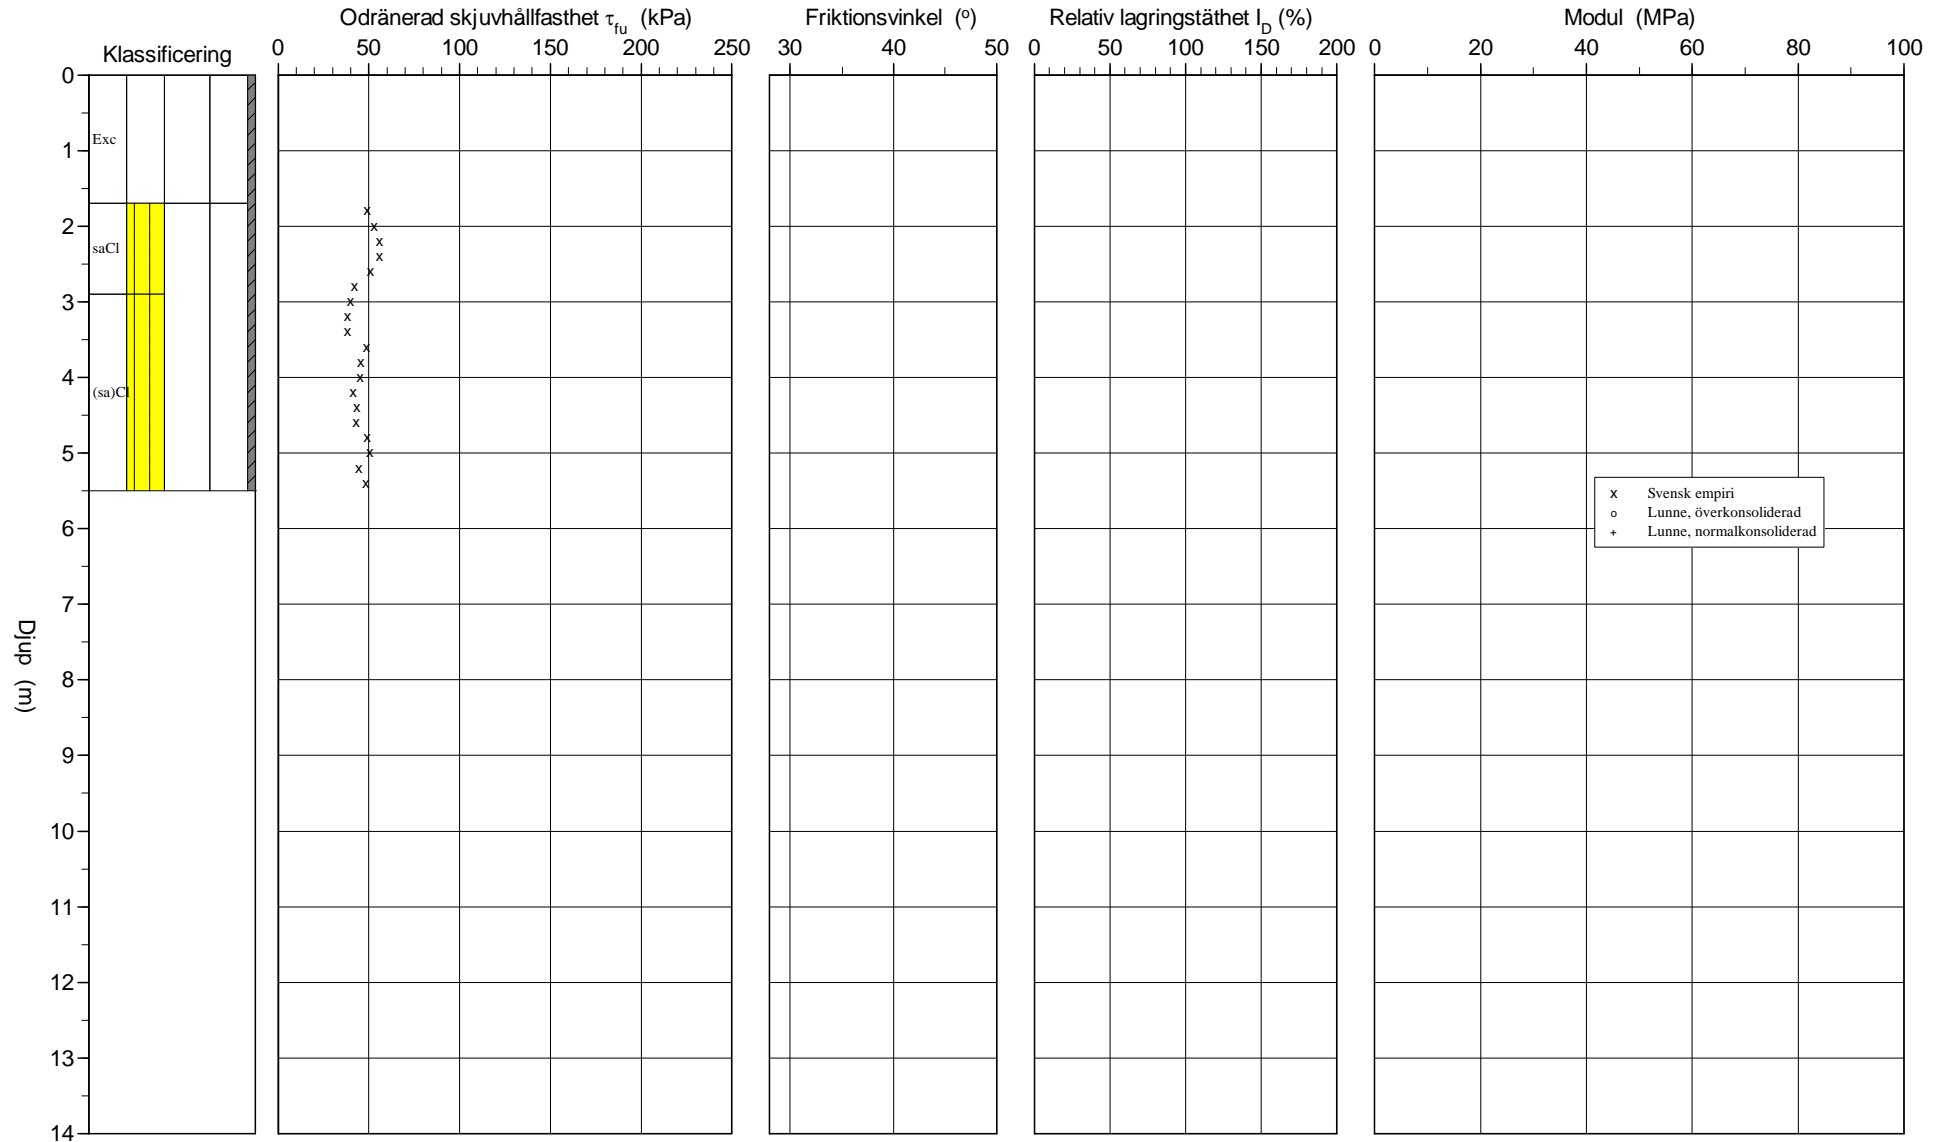 Odränerad skjuvhållfasthet τfu (kPa)
Friktionsvinkel (o)
Relativ lagringstäthet ID (%)
Modul (MPa)
Klassificering
0 50 100 150 200 250
30 40 50
0 50 100 150 200
0 20 40 60 80 100
0
Exc
1
2
saCl
3
4
(sa)Cl
5
x Svensk empiri
o Lunne, överkonsoliderad
+ Lunne, normalkonsoliderad
6
7
Djup (m)
8
9
10
11
12
13
14